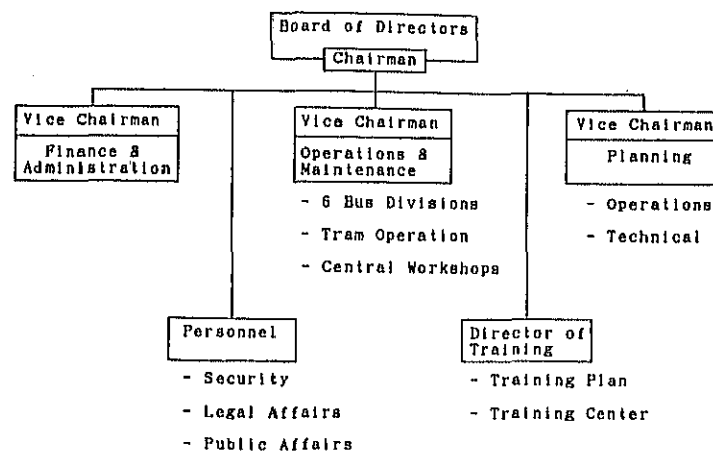 Board of Directors
Chairman
Vice Chairman
Finance &
Administration
Vice Chairman
Operations &
Maintenance
- 6 Bus Divisions
- Tram Operation
- Central Workshops
Vice Chairman
Planning
- Operations
- Technical
Personnel
- Security
- Legal Affairs
- Public Affairs
Director of
Training
- Training Plan
- Training Center